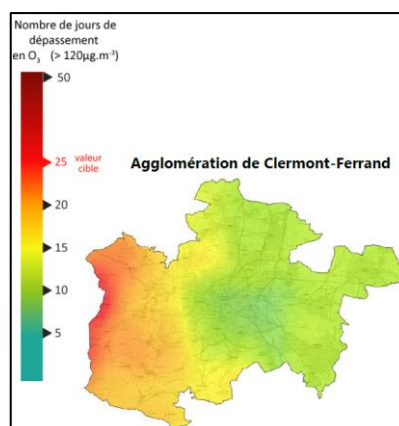 Nombre de jours de
dépassement
en O₃ (> 120µg.m⁻³)
50
25 valeur cible
20
15
10
5
Agglomération de Clermont-Ferrand